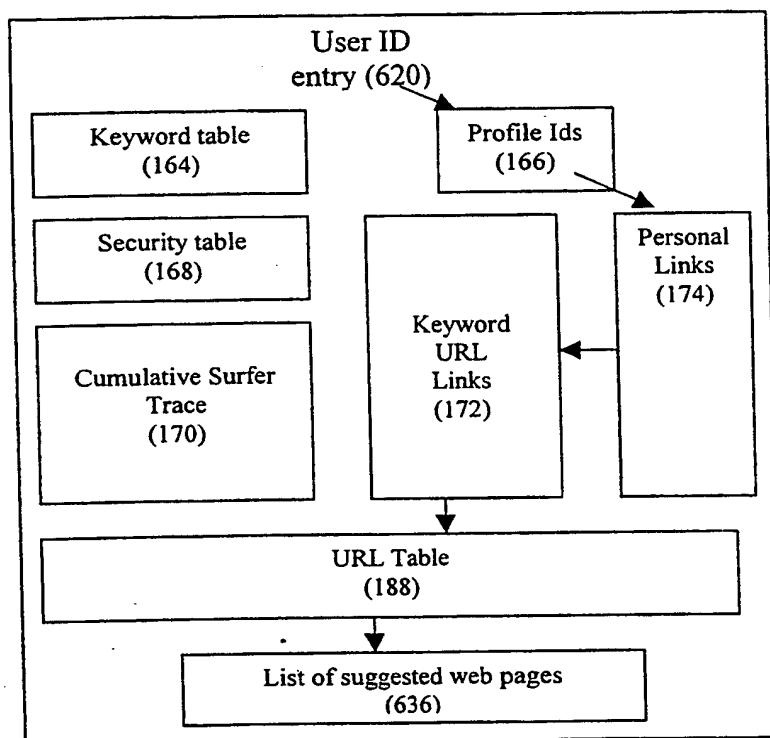 User ID
entry (620)
Keyword table
(164)
Profile Ids
(166)
Security table
(168)
Personal
Links
(174)
Keyword
URL
Links
(172)
Cumulative Surfer
Trace
(170)
URL Table
(188)
List of suggested web pages
(636)